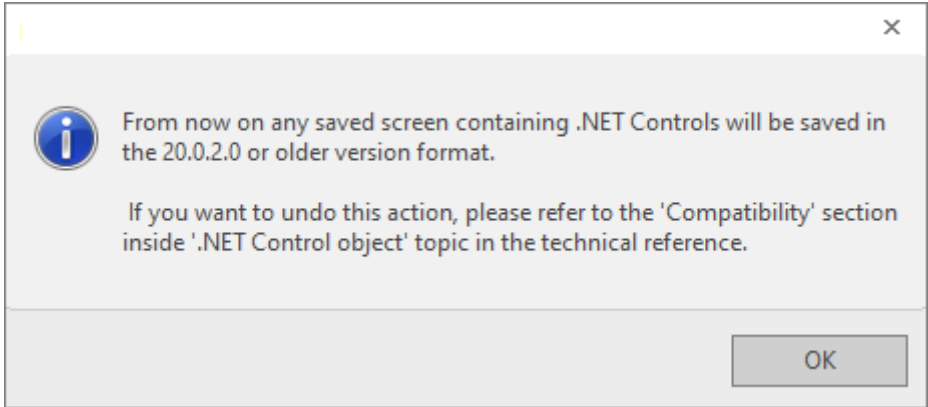 From now on any saved screen containing .NET Controls will be saved in
the 20.0.2.0 or older version format.
If you want to undo this action, please refer to the 'Compatibility' section
inside '.NET Control object' topic in the technical reference.
OK